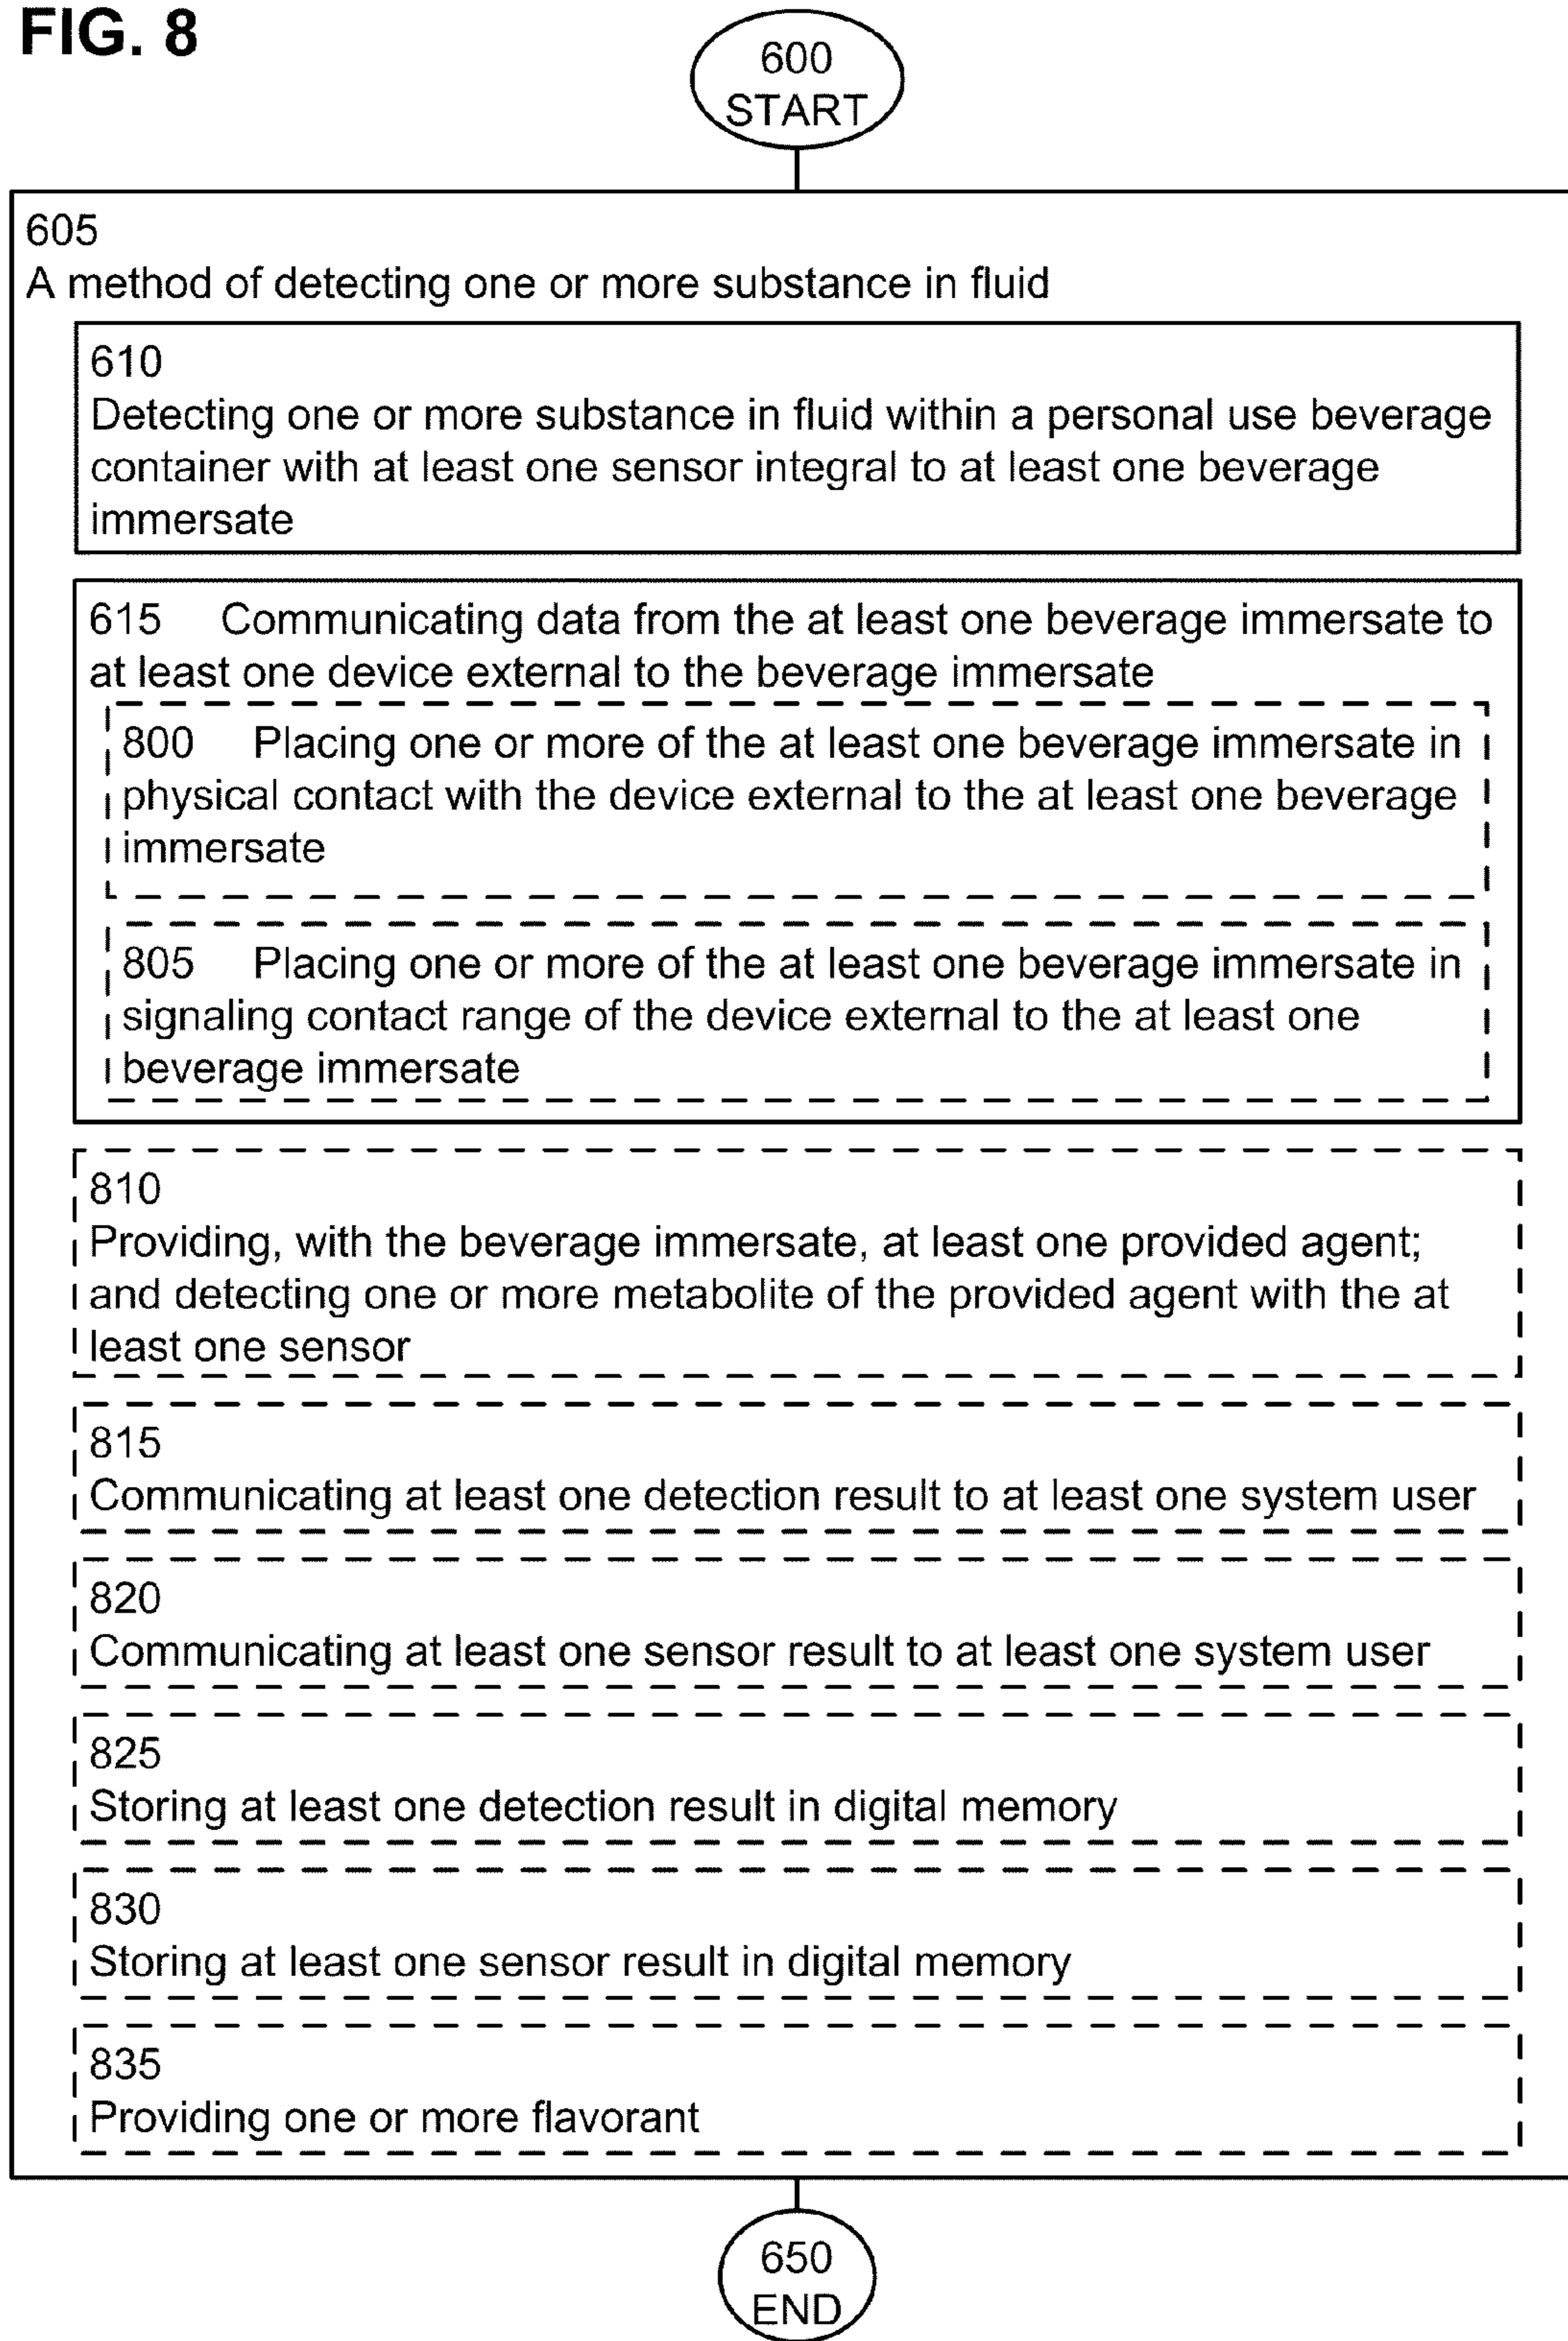 FIG. 8
600
START
605
A method of detecting one or more substance in fluid
610
Detecting one or more substance in fluid within a personal use beverage
container with at least one sensor integral to at least one beverage
immersate
615 Communicating data from the at least one beverage immersate to
at least one device external to the beverage immersate
800 Placing one or more of the at least one beverage immersate in
physical contact with the device external to the at least one beverage
immersate
805 Placing one or more of the at least one beverage immersate in
signaling contact range of the device external to the at least one
beverage immersate
810
Providing, with the beverage immersate, at least one provided agent;
and detecting one or more metabolite of the provided agent with the at
least one sensor
815
Communicating at least one detection result to at least one system user
820
Communicating at least one sensor result to at least one system user
825
Storing at least one detection result in digital memory
830
Storing at least one sensor result in digital memory
835
Providing one or more flavorant
650
END